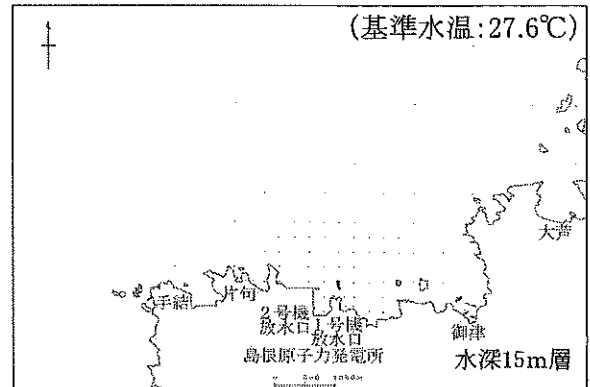 (基準水温:27.6℃)
大芦
手結
片句
2号機
放水口
1号機
放水口
御津
島根原子力発電所
水深15m層